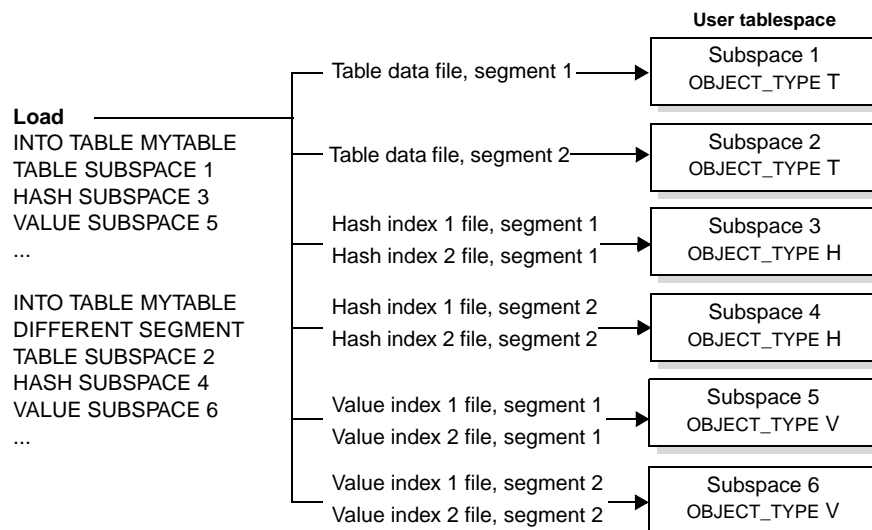 User tablespace
Load
INTO TABLE MYTABLE
TABLE SUBSPACE 1
HASH SUBSPACE 3
VALUE SUBSPACE 5
...
INTO TABLE MYTABLE
DIFFERENT SEGMENT
TABLE SUBSPACE 2
HASH SUBSPACE 4
VALUE SUBSPACE 6
...
Table data file, segment 1
Subspace 1
OBJECT_TYPE T
Table data file, segment 2
Subspace 2
OBJECT_TYPE T
Hash index 1 file, segment 1
Hash index 2 file, segment 1
Subspace 3
OBJECT_TYPE H
Hash index 1 file, segment 2
Hash index 2 file, segment 2
Subspace 4
OBJECT_TYPE H
Value index 1 file, segment 1
Value index 2 file, segment 1
Subspace 5
OBJECT_TYPE V
Value index 1 file, segment 2
Value index 2 file, segment 2
Subspace 6
OBJECT_TYPE V